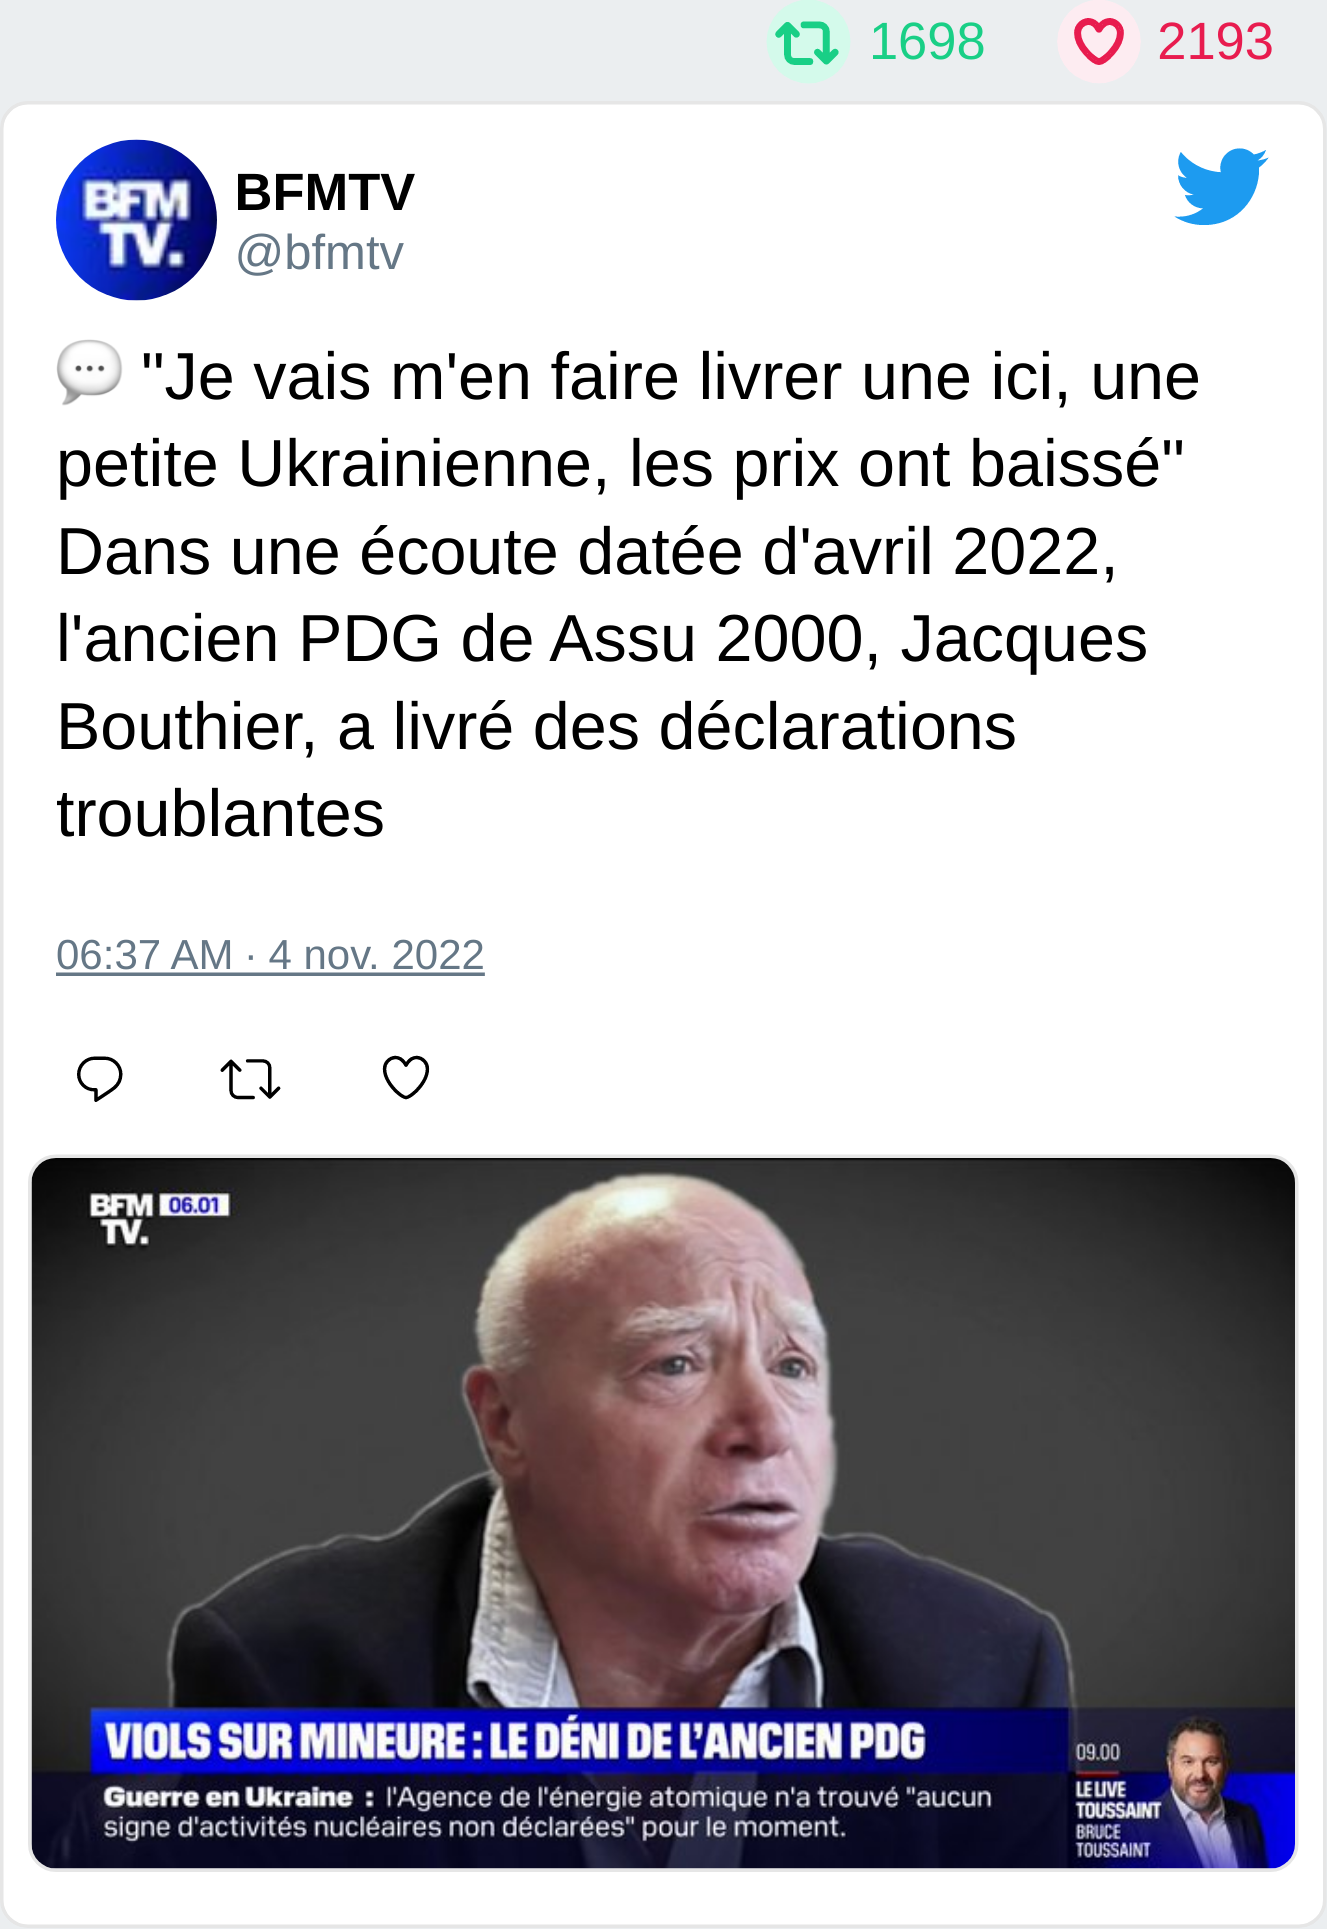 1698 2193
BFM
TV.
BFMTV
@bfmtv
💬 "Je vais m'en faire livrer une ici, une
petite Ukrainienne, les prix ont baissé"
Dans une écoute datée d'avril 2022,
l'ancien PDG de Assu 2000, Jacques
Bouthier, a livré des déclarations
troublantes
06:37 AM · 4 nov. 2022
BFM 06.01
TV.
VIOLS SUR MINEURE : LE DÉNI DE L'ANCIEN PDG
Guerre en Ukraine : l'Agence de l'énergie atomique n'a trouvé "aucun
signe d'activités nucléaires non déclarées" pour le moment.
09.00
LE LIVE
TOUSSAINT
BRUCE
TOUSSAINT